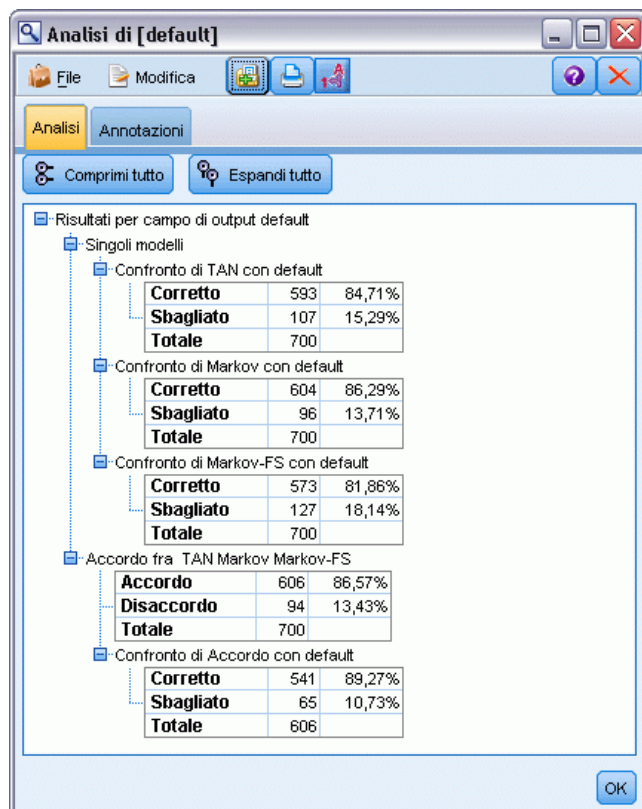 Analisi di [default]
File Modifica
Analisi Annotazioni
Comprimi tutto Espandi tutto
Risultati per campo di output default
Singoli modelli
Confronto di TAN con default
Corretto 593 84,71%
Sbagliato 107 15,29%
Totale 700
Confronto di Markov con default
Corretto 604 86,29%
Sbagliato 96 13,71%
Totale 700
Confronto di Markov-FS con default
Corretto 573 81,86%
Sbagliato 127 18,14%
Totale 700
Accordo fra TAN Markov Markov-FS
Accordo 606 86,57%
Disaccordo 94 13,43%
Totale 700
Confronto di Accordo con default
Corretto 541 89,27%
Sbagliato 65 10,73%
Totale 606
OK